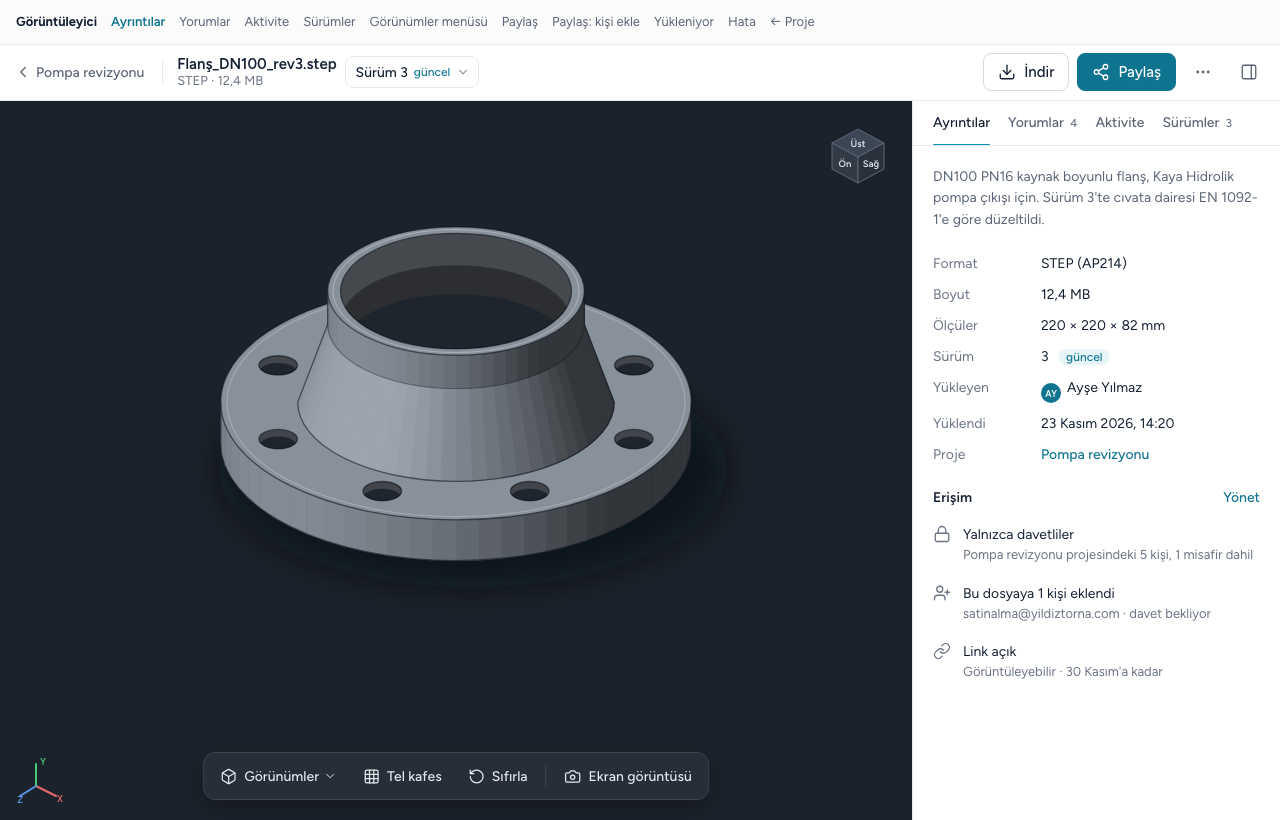 Görüntüleyici Ayrıntılar Yorumlar Aktivite Sürümler Görünümler menüsü Paylaş Paylaş: kişi ekle Yükleniyor Hata ← Proje
Pompa revizyonu
Flanş_DN100_rev3.step
STEP · 12,4 MB
Sürüm 3 güncel
İndir
Paylaş
Üst
Ön
Sağ
Y
Z
X
Görünümler
Tel kafes
Sıfırla
Ekran görüntüsü
Ayrıntılar Yorumlar 4 Aktivite Sürümler 3
DN100 PN16 kaynak boyunlu flanş, Kaya Hidrolik
pompa çıkışı için. Sürüm 3'te cıvata dairesi EN 1092-
1'e göre düzeltildi.
Format STEP (AP214)
Boyut 12,4 MB
Ölçüler 220 × 220 × 82 mm
Sürüm 3 güncel
Yükleyen AY Ayşe Yılmaz
Yüklendi 23 Kasım 2026, 14:20
Proje Pompa revizyonu
Erişim Yönet
Yalnızca davetliler
Pompa revizyonu projesindeki 5 kişi, 1 misafir dahil
Bu dosyaya 1 kişi eklendi
satinalma@yildiztorna.com · davet bekliyor
Link açık
Görüntüleyebilir · 30 Kasım'a kadar